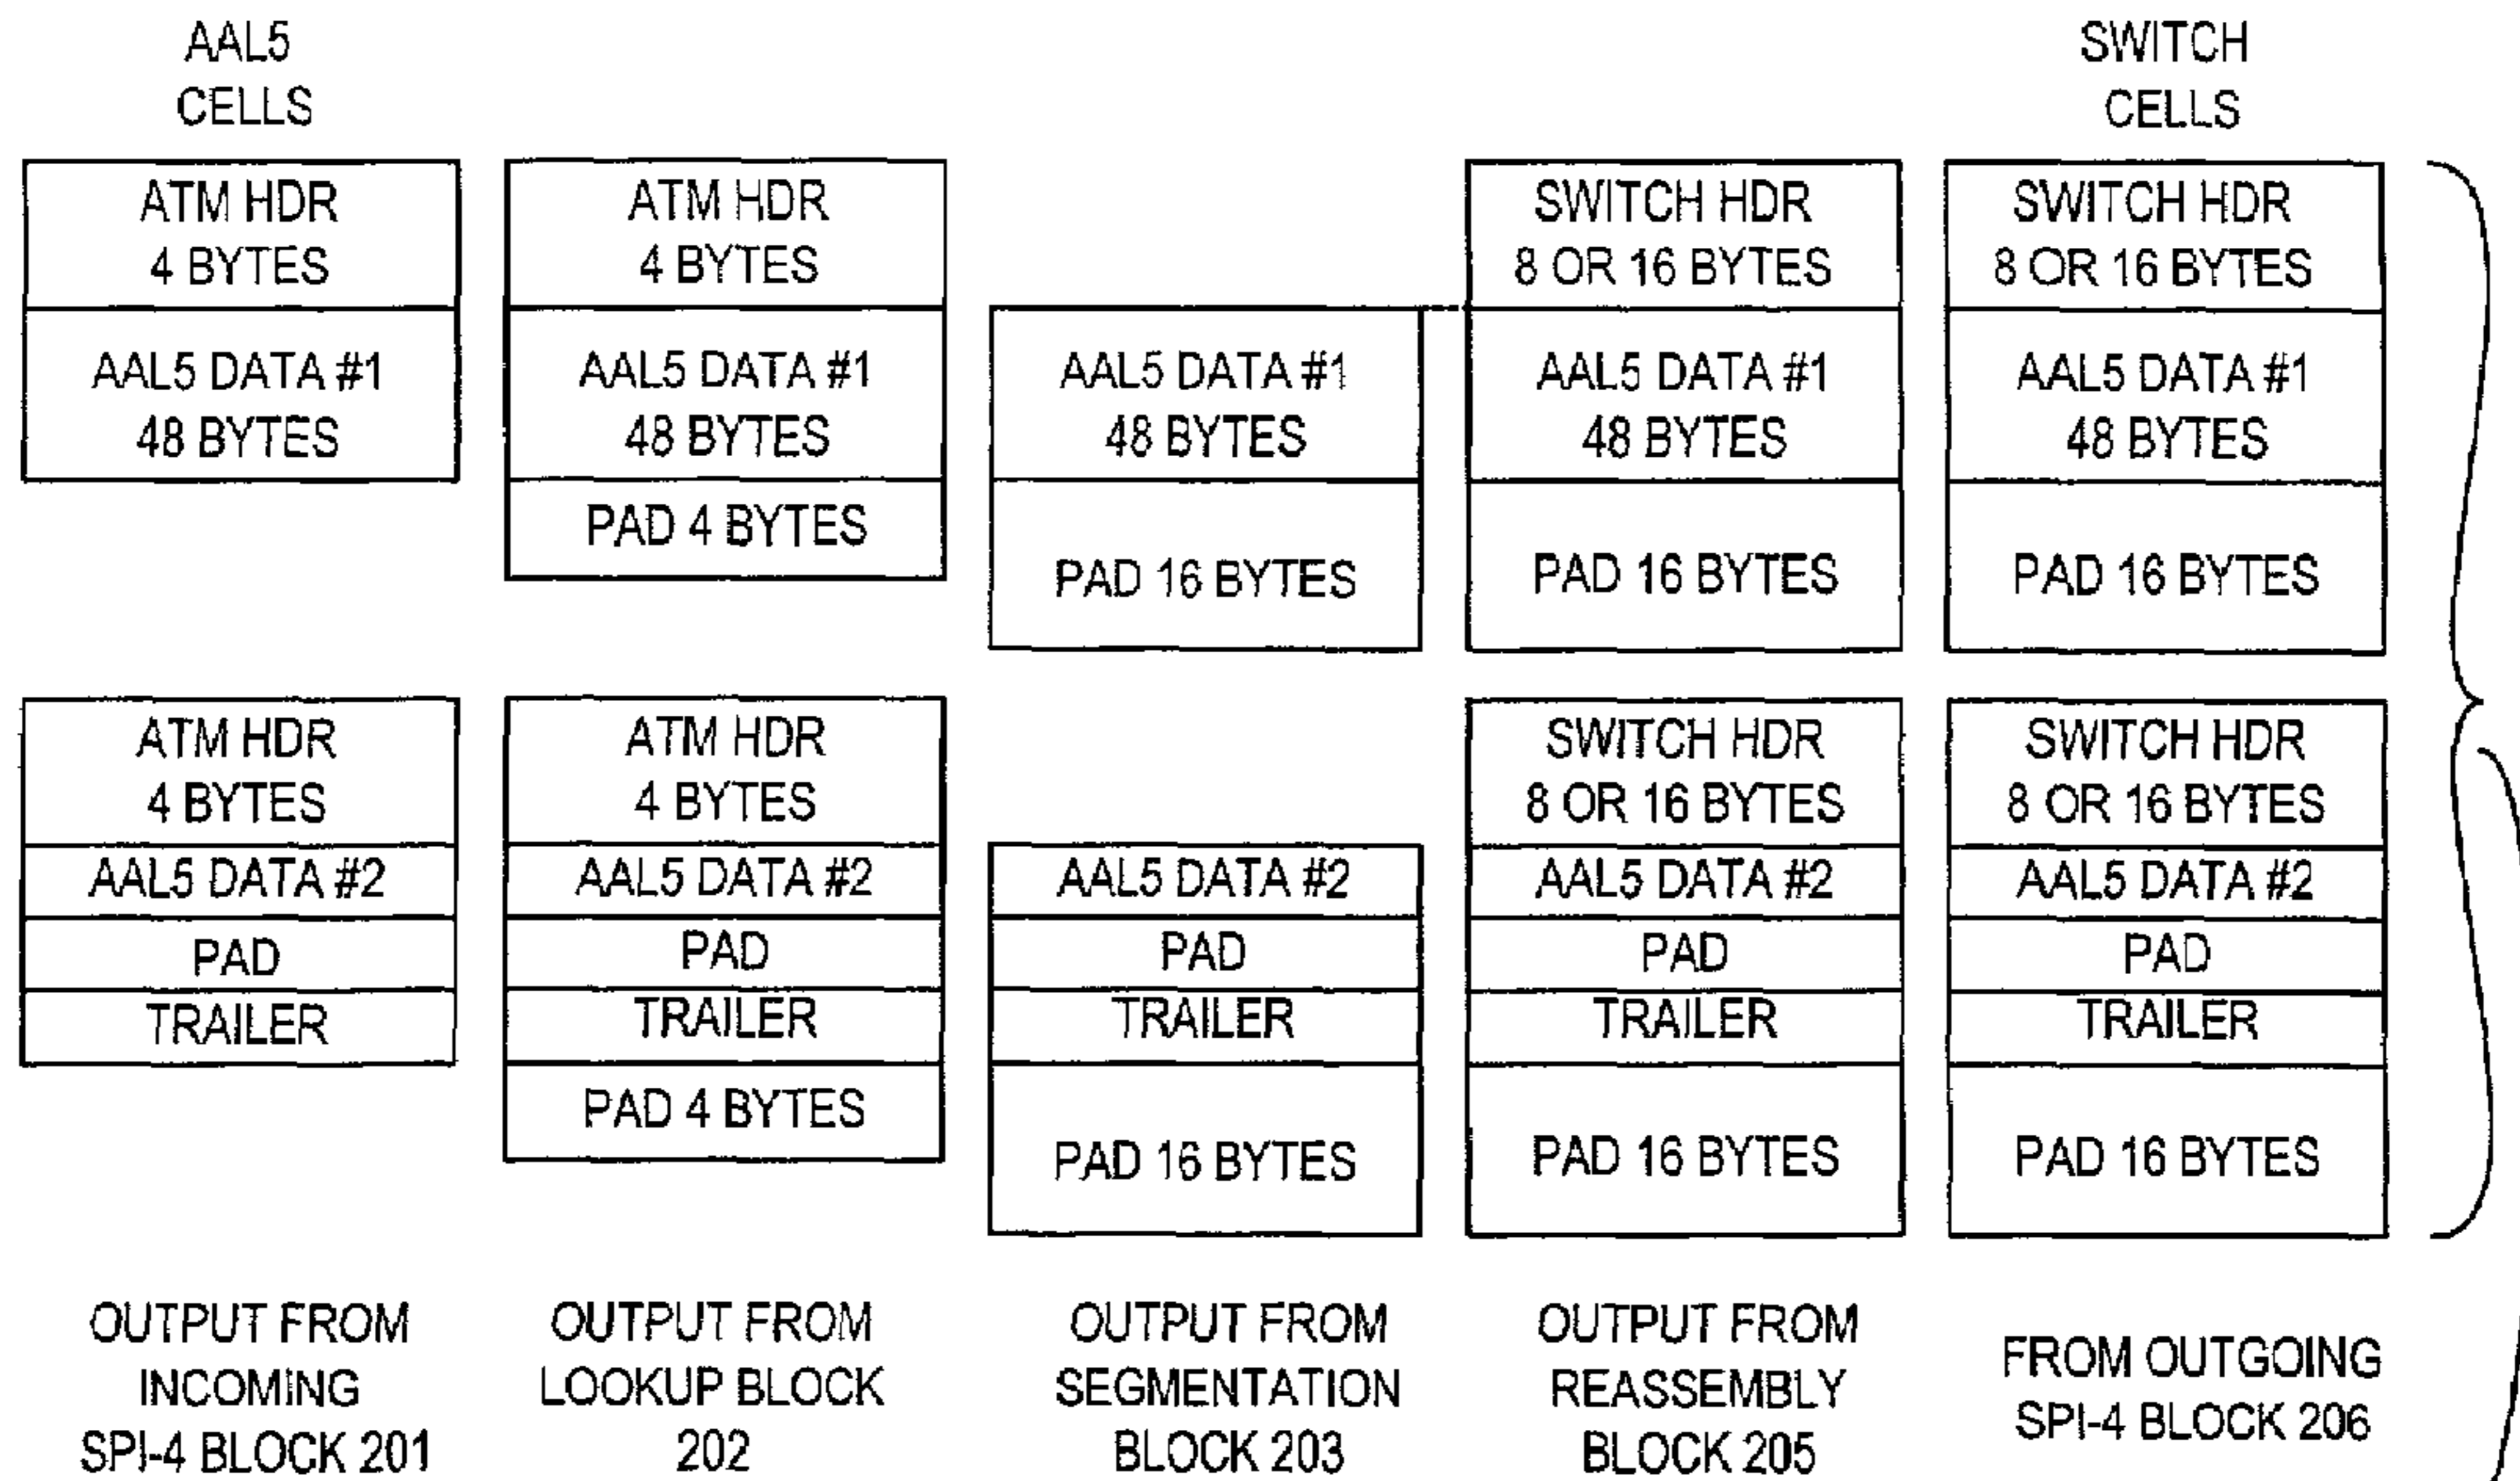 AAL5
CELLS
SWITCH
CELLS
ATM HDR
4 BYTES
AAL5 DATA #1
48 BYTES
ATM HDR
4 BYTES
AAL5 DATA #1
48 BYTES
PAD 4 BYTES
AAL5 DATA #1
48 BYTES
PAD 16 BYTES
SWITCH HDR
8 OR 16 BYTES
AAL5 DATA #1
48 BYTES
PAD 16 BYTES
SWITCH HDR
8 OR 16 BYTES
AAL5 DATA #1
48 BYTES
PAD 16 BYTES
ATM HDR
4 BYTES
AAL5 DATA #2
PAD
TRAILER
ATM HDR
4 BYTES
AAL5 DATA #2
PAD
TRAILER
PAD 4 BYTES
AAL5 DATA #2
PAD
TRAILER
PAD 16 BYTES
SWITCH HDR
8 OR 16 BYTES
AAL5 DATA #2
PAD
TRAILER
PAD 16 BYTES
SWITCH HDR
8 OR 16 BYTES
AAL5 DATA #2
PAD
TRAILER
PAD 16 BYTES
OUTPUT FROM
INCOMING
SPI-4 BLOCK 201
OUTPUT FROM
LOOKUP BLOCK
202
OUTPUT FROM
SEGMENTATION
BLOCK 203
OUTPUT FROM
REASSEMBLY
BLOCK 205
FROM OUTGOING
SPI-4 BLOCK 206